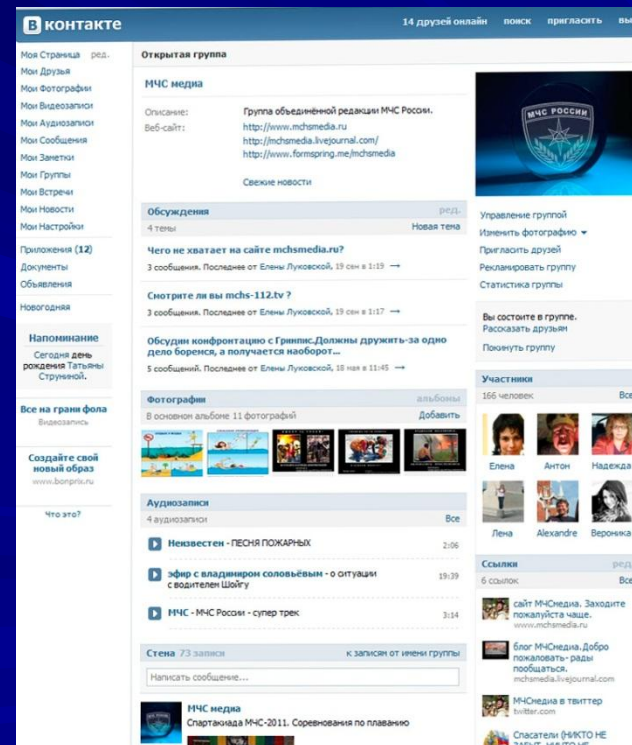 В контакте
14 друзей онлайн поиск пригласить
Моя Страница ред.
Мои Друзья
Мои Фотографии
Мои Видеозаписи
Мои Аудиозаписи
Мои Сообщения
Мои Заметки
Мои Группы
Мои Встречи
Мои Новости
Мои Настройки
Приложения (12)
Документы
Объявления
Новогодняя
Напоминание
Сегодня день
рождения Татьяны
Струниной.
Все на грани фола
Видеозапись
Создайте свой
новый образ
www.bonprix.ru
Что это?
Открытая группа
МЧС медиа
Описание: Группа объединённой редакции МЧС России.
Веб-сайт: http://www.mchsmedia.ru
http://mchsmedia.livejournal.com/
http://www.formspring.me/mchsmedia
Свежие новости
Обсуждения ред.
4 темы Новая тема
Чего не хватает на сайте mchsmedia.ru?
3 сообщения. Последнее от Елены Луковской, 19 сен в 1:19 →
Смотрите ли вы mchs-112.tv ?
3 сообщения. Последнее от Елены Луковской, 19 сен в 1:17 →
Обсудим конфронтацию с Гринпис.Должны дружить-за одно
дело боремся, а получается наоборот...
5 сообщений. Последнее от Елены Луковской, 18 мая в 11:45 →
Фотографии альбомы
В основном альбоме 11 фотографий Добавить
Аудиозаписи
4 аудиозаписи Все
Неизвестен - ПЕСНЯ ПОЖАРНЫХ 2:06
эфир с владимиром соловьёвым - о ситуации
с водителем Шойгу 19:39
МЧС - МЧС России - супер трек 3:14
Стена 73 записи к записям от имени группы
Написать сообщение...
МЧС медиа
Спартакиада МЧС-2011. Соревнования по плаванию
МЧС РОССИИ
Управление группой
Изменить фотографию
Пригласить друзей
Рекламировать группу
Статистика группы
Вы состоите в группе.
Рассказать друзьям
Покинуть группу
Участники
166 человек Все
Елена Антон Надежда
Лена Alexandre Вероника
Ссылки ред.
6 ссылок Все
сайт МЧСмедиа. Заходите
пожалуйста чаще.
www.mchsmedia.ru
блог МЧСмедиа.Добро
пожаловать- рады
пообщаться.
mchsmedia.livejournal.com
МЧСмедиа в твиттер
twitter.com
Спасатели (НИКТО НЕ